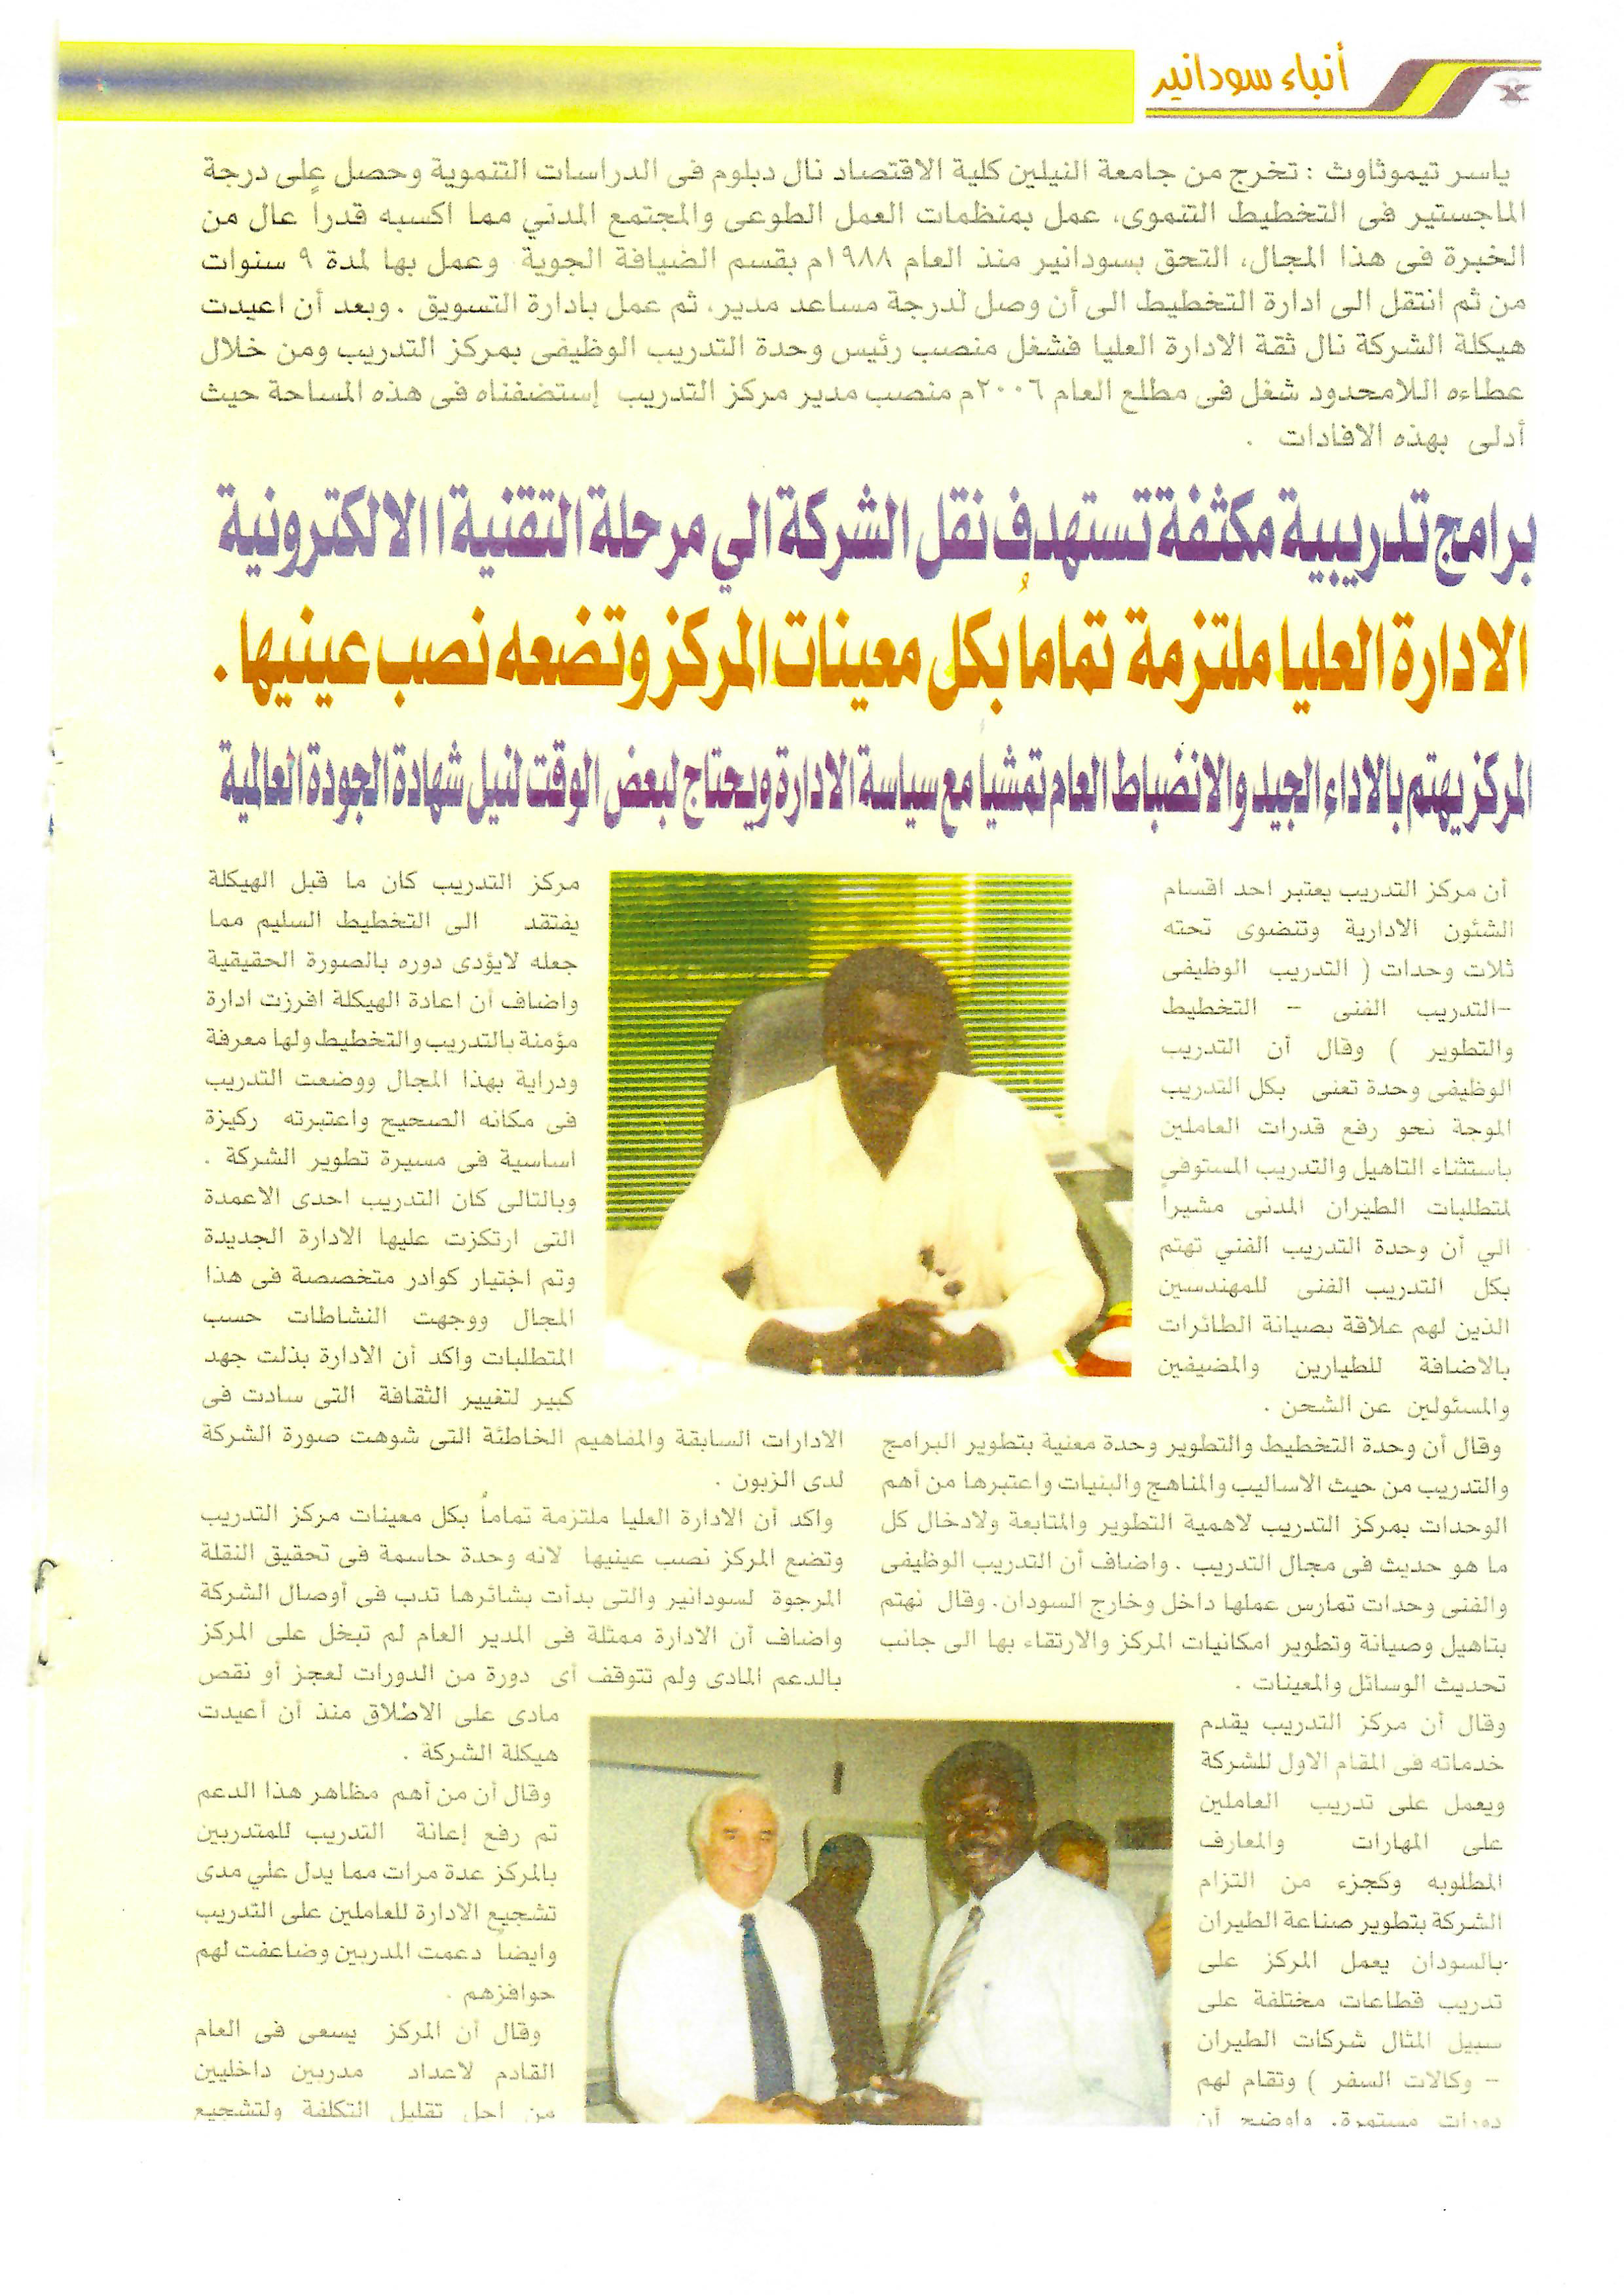 أنباء سودانير
ياسر تيموثاوث : تخرج من جامعة النيلين كلية الاقتصاد نال دبلوم فى الدراسات التنموية وحصل على درجة
الماجستير فى التخطيط التنموى، عمل بمنظمات العمل الطوعى والمجتمع المدني مما اكسبه قدراً عال من
الخبرة فى هذا المجال، التحق بسودانير منذ العام ١٩٨٨م بقسم الضيافة الجوية وعمل بها لمدة ٩ سنوات
من ثم انتقل الى ادارة التخطيط الى أن وصل لدرجة مساعد مدير، ثم عمل بادارة التسويق . وبعد أن اعيدت
هيكلة الشركة نال ثقة الادارة العليا فشغل منصب رئيس وحدة التدريب الوظيفى بمركز التدريب ومن خلال
عطاءه اللامحدود شغل فى مطلع العام ٢٠٠٦م منصب مدير مركز التدريب إستضفناه فى هذه المساحة حيث
أدلى بهذه الافادات .
برامج تدريبية مكثفة تستهدف نقل الشركة الي مرحلة التقنية ا الالكترونية
الادارة العليا ملتزمة تماماُ بكل معينات المركز وتضعه نصب عينيها .
المركز يهتم بالاداء الجيد والانضباط العام تمشياً مع سياسة الادارة ويحتاج لبعض الوقت لنيل شهادة الجودة العالمية
أن مركز التدريب يعتبر احد اقسام
الشئون الادارية وتتضوى تحته
ثلاث وحدات ( التدريب الوظيفى
-التدريب الفنى - التخطيط
والتطوير ) وقال أن التدريب
الوظيفى وحدة تعنى بكل التدريب
الموجة نحو رفع قدرات العاملين
باستثناء التاهيل والتدريب المستوفي
لمتطلبات الطيران المدنى مشيراً
الي أن وحدة التدريب الفني تهتم
بكل التدريب الفنى للمهندسين
الذين لهم علاقة بصيانة الطائرات
بالاضافة للطيارين والمضيفين
والمسئولين عن الشحن .
وقال أن وحدة التخطيط والتطوير وحدة معنية بتطوير البرامج
والتدريب من حيث الاساليب والمناهج والبنيات واعتبرها من أهم
الوحدات بمركز التدريب لاهمية التطوير والمتابعة ولادخال كل
ما هو حديث فى مجال التدريب . واضاف أن التدريب الوظيفى
والفنى وحدات تمارس عملها داخل وخارج السودان. وقال نهتم
بتاهيل وصيانة وتطوير امكانيات المركز والارتقاء بها الى جانب
تحديث الوسائل والمعينات .
وقال أن مركز التدريب يقدم
خدماته فى المقام الاول للشركة
ويعمل على تدريب العاملين
على المهارات والمعارف
المطلوبه وكجزء من التزام
الشركة بتطوير صناعة الطيران
بالسودان يعمل المركز على
تدريب قطاعات مختلفة على
سبيل المثال شركات الطيران
- وكالات السفر ) وتقام لهم
دورات مستمرة. واوضح أن
مركز التدريب كان ما قبل الهيكلة
يفتقد الى التخطيط السليم مما
جعله لايؤدى دوره بالصورة الحقيقية
واضاف أن اعادة الهيكلة افرزت ادارة
مؤمنة بالتدريب والتخطيط ولها معرفة
ودراية بهذا المجال ووضعت التدريب
فى مكانه الصحيح واعتبرته ركيزة
اساسية فى مسيرة تطوير الشركة .
وبالتالى كان التدريب احدى الاعمدة
التى ارتكزت عليها الادارة الجديدة
وتم اختيار كوادر متخصصة فى هذا
المجال ووجهت النشاطات حسب
المتطلبات واكد أن الادارة بذلت جهد
كبير لتغيير الثقافة التى سادت فى
الادارات السابقة والمفاهيم الخاطئة التى شوهت صورة الشركة
لدى الزبون .
واكد أن الادارة العليا ملتزمة تماماُ بكل معينات مركز التدريب
وتضع المركز نصب عينيها لانه وحدة حاسمة فى تحقيق النقلة
المرجوة لسودانير والتى بدأت بشائرها تدب فى أوصال الشركة
واضاف أن الادارة ممثلة فى المدير العام لم تبخل على المركز
بالدعم المادى ولم تتوقف أى دورة من الدورات لعجز أو نقص
مادى على الاطلاق منذ أن أعيدت
هيكلة الشركة .
وقال أن من أهم مظاهر هذا الدعم
تم رفع إعانة التدريب للمتدربين
بالمركز عدة مرات مما يدل علي مدى
تشجيع الادارة للعاملين على التدريب
وايضاً دعمت المدربين وضاعفت لهم
حوافزهم .
وقال أن المركز يسعى فى العام
القادم لاعداد مدربين داخليين
من اجل تقليل التكلفة ولتشجيع